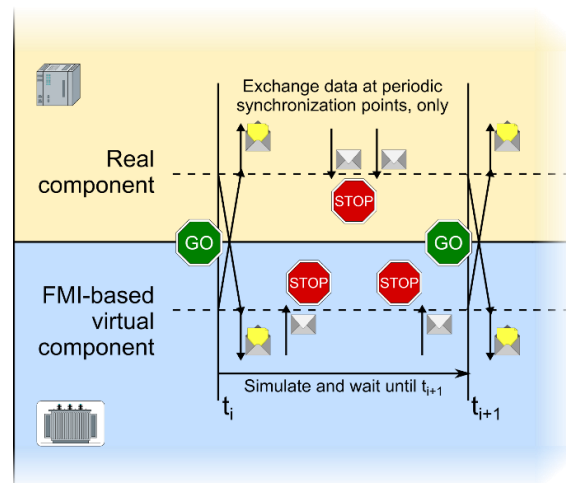 Exchange data at periodic
synchronization points, only
Real
component
STOP
GO
GO
STOP
STOP
FMI-based
virtual
component
Simulate and wait until tᵢ₊₁
tᵢ
tᵢ₊₁